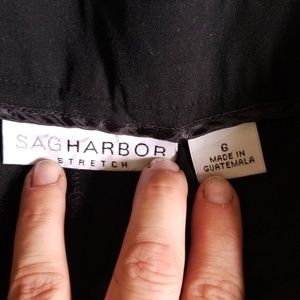 SAG HARBOR
STRETCH
6
MADE IN
GUATEMALA